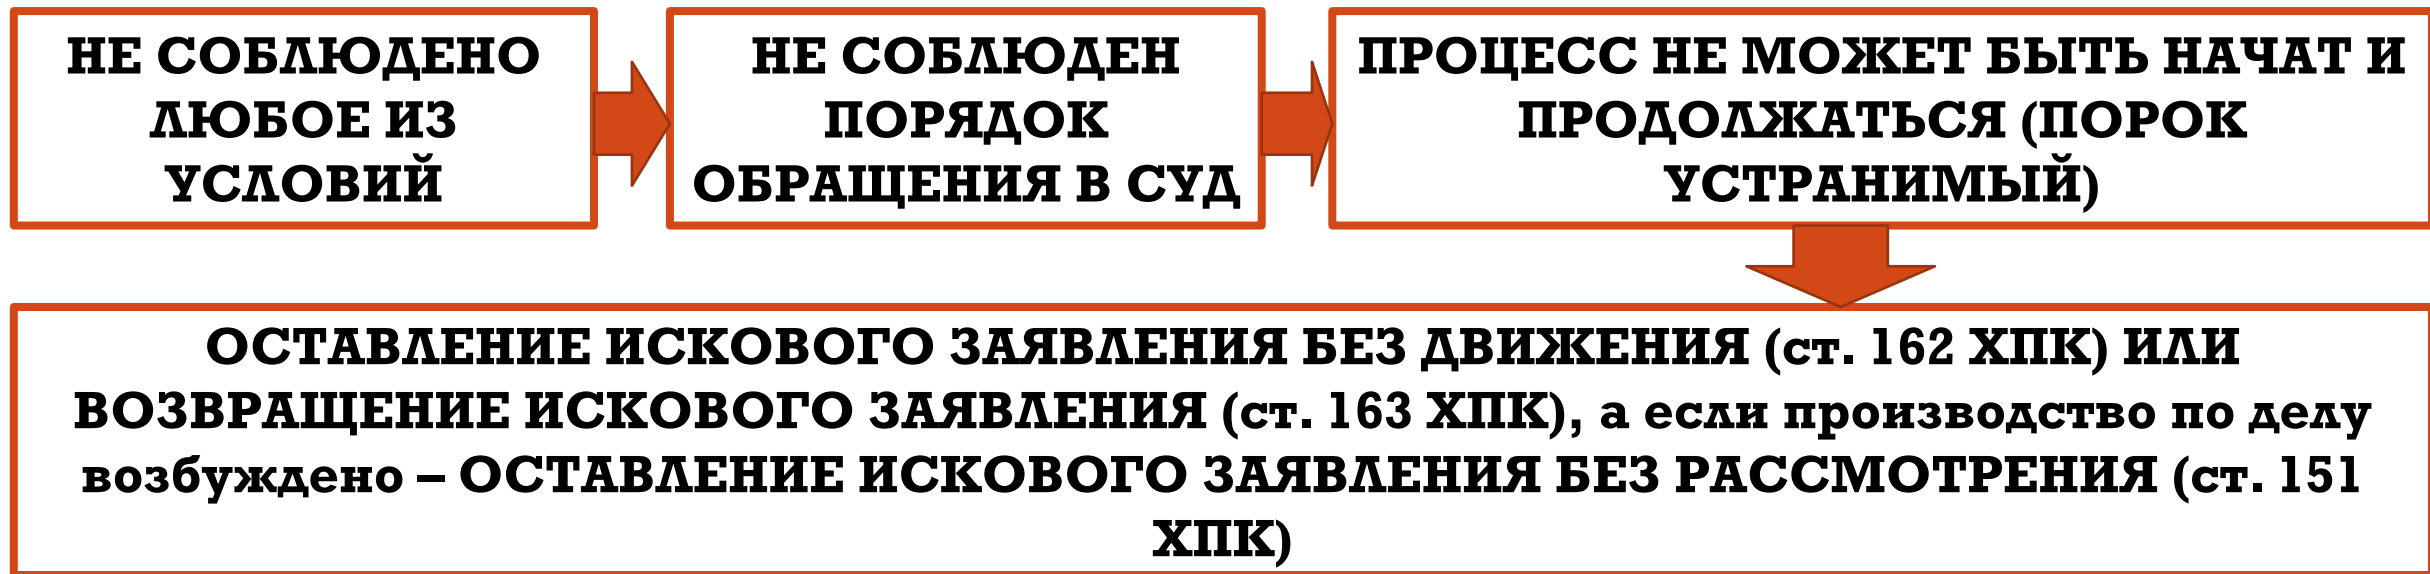 НЕ СОБЛЮДЕНО
ЛЮБОЕ ИЗ
УСЛОВИЙ
НЕ СОБЛЮДЕН
ПОРЯДОК
ОБРАЩЕНИЯ В СУД
ПРОЦЕСС НЕ МОЖЕТ БЫТЬ НАЧАТ И
ПРОДОЛЖАТЬСЯ (ПОРОК
УСТРАНИМЫЙ)
ОСТАВЛЕНИЕ ИСКОВОГО ЗАЯВЛЕНИЯ БЕЗ ДВИЖЕНИЯ (ст. 162 ХПК) ИЛИ
ВОЗВРАЩЕНИЕ ИСКОВОГО ЗАЯВЛЕНИЯ (ст. 163 ХПК), а если производство по делу
возбуждено – ОСТАВЛЕНИЕ ИСКОВОГО ЗАЯВЛЕНИЯ БЕЗ РАССМОТРЕНИЯ (ст. 151
ХПК)